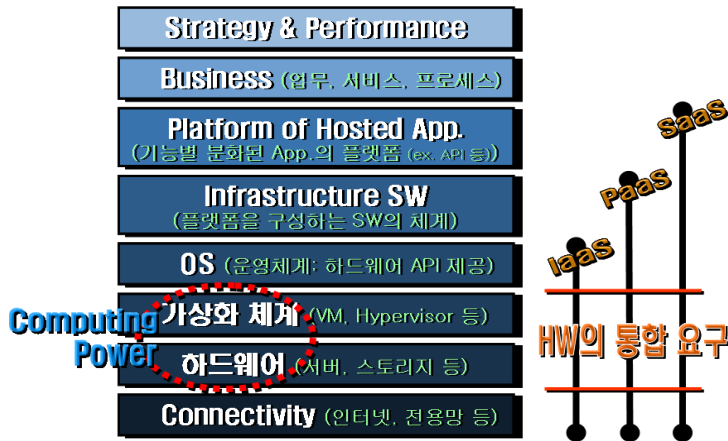 Strategy & Performance
Business (업무, 서비스, 프로세스)
Platform of Hosted App.
(기능별 분화된 App.의 플랫폼 (ex. API 등))
Infrastructure SW
(플랫폼을 구성하는 SW의 체계)
OS (운영체계: 하드웨어 API 제공)
가상화 체계 (VM, Hypervisor 등)
하드웨어 (서버, 스토리지 등)
Connectivity (인터넷, 전용망 등)
Computing
Power
SaaS
PaaS
IaaS
HW의 통합 요구